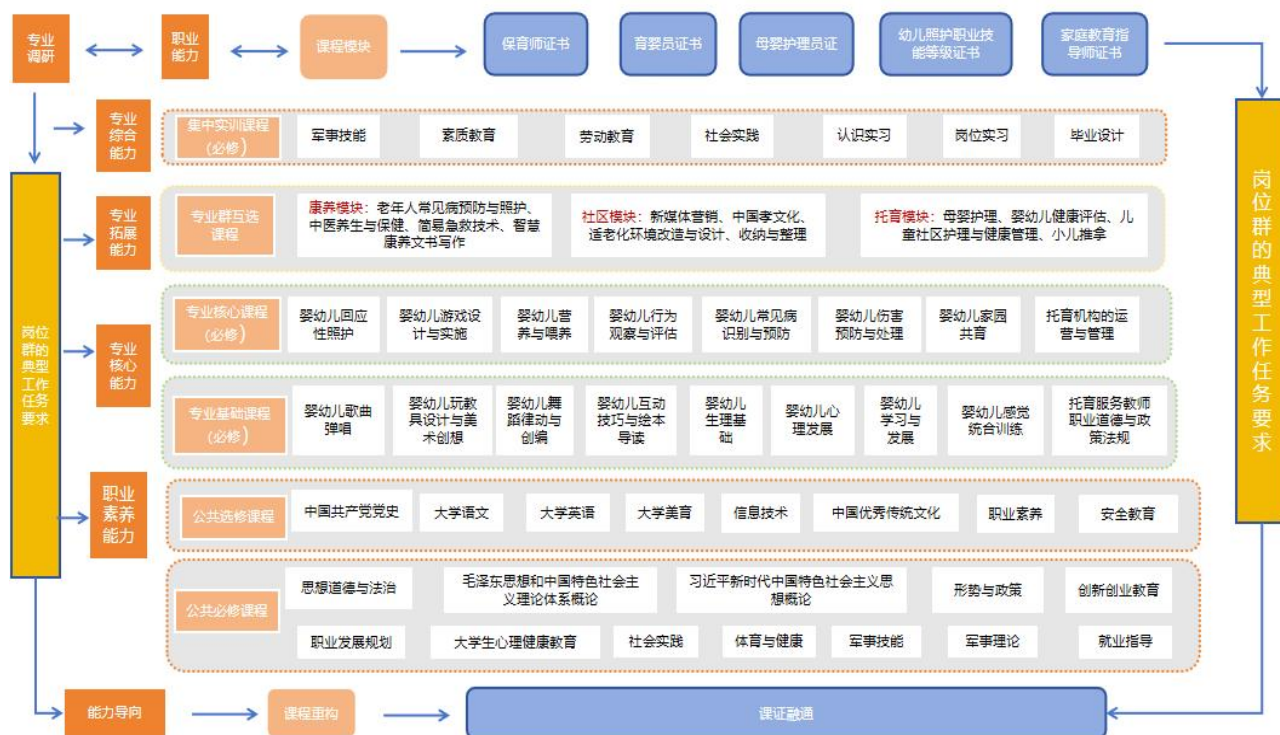 专业
调研
职业
能力
课程模块
保育师证书
育婴员证书
母婴护理员证
幼儿照护职业技
能等级证书
家庭教育指
导师证书
专业
综合
能力
集中实训课程
(必修)
军事技能
素质教育
劳动教育
社会实践
认识实习
岗位实习
毕业设计
专业
拓展
能力
专业群互选
课程
康养模块：老年人常见病预防与照护、
中医养生与保健、简易急救技术、智慧
康养文书写作
社区模块：新媒体营销、中国孝文化、
适老化环境改造与设计、收纳与整理
托育模块：母婴护理、婴幼儿健康评估、儿
童社区护理与健康管理、小儿推拿
岗位
群的
典型
工作
任务
要求
专业
核心
能力
专业核心课程
(必修)
婴幼儿回应
性照护
婴幼儿游戏设
计与实施
婴幼儿营
养与喂养
婴幼儿行为
观察与评估
婴幼儿常见病
识别与预防
婴幼儿伤害
预防与处理
婴幼儿家园
共育
托育机构的运
营与管理
专业基础课程
(必修)
婴幼儿歌曲
弹唱
婴幼儿玩教
具设计与美
术创想
婴幼儿舞
蹈律动与
创编
婴幼儿互动
技巧与绘本
导读
婴幼儿
生理基
础
婴幼儿心
理发展
婴幼儿
学习与
发展
婴幼儿感觉
统合训练
托育服务教师
职业道德与政
策法规
职业
素养
能力
公共选修课程
中国共产党党史
大学语文
大学英语
大学美育
信息技术
中国优秀传统文化
职业素养
安全教育
公共必修课程
思想道德与法治
毛泽东思想和中国特色社会主
义理论体系概论
习近平新时代中国特色社会主义思
想概论
形势与政策
创新创业教育
职业发展规划
大学生心理健康教育
社会实践
体育与健康
军事技能
军事理论
就业指导
岗位群的典型工作任务要求
能力导向
课程重构
课证融通